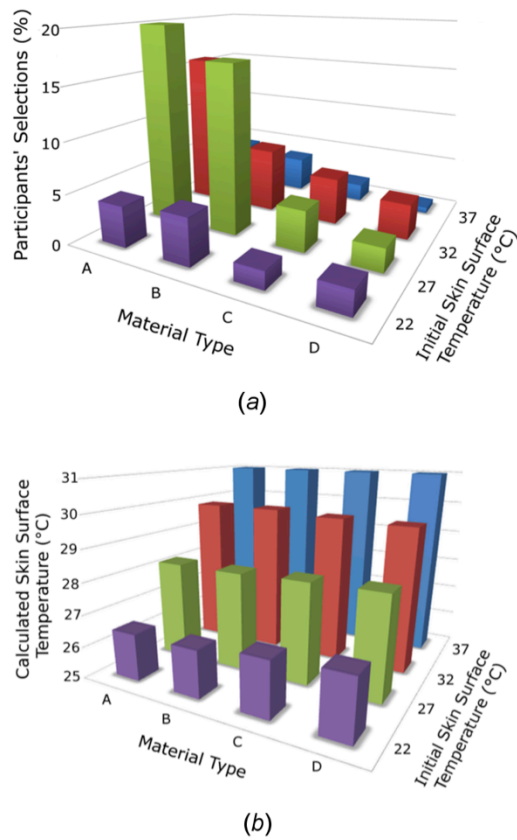 Participants' Selections (%)
20
15
10
5
0
A
B
C
D
Material Type
22
27
32
37
Initial Skin Surface
Temperature (°C)
(a)
Calculated Skin Surface
Temperature (°C)
31
30
29
28
27
26
25
A
B
C
D
Material Type
22
27
32
37
Initial Skin Surface
Temperature (°C)
(b)